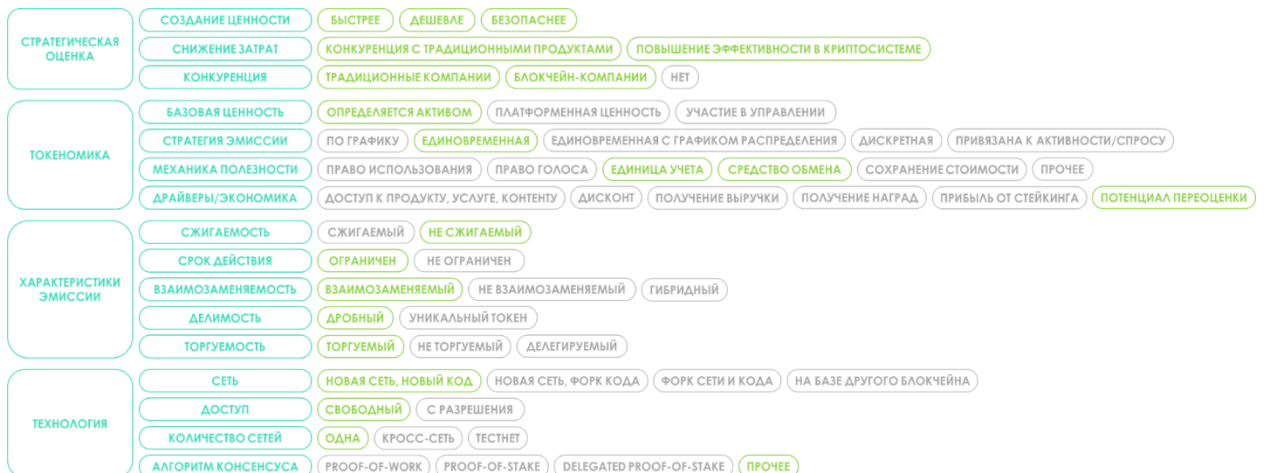 СТРАТЕГИЧЕСКАЯ ОЦЕНКА
СОЗДАНИЕ ЦЕННОСТИ БЫСТРЕЕ ДЕШЕВЛЕ БЕЗОПАСНЕЕ
СНИЖЕНИЕ ЗАТРАТ КОНКУРЕНЦИЯ С ТРАДИЦИОННЫМИ ПРОДУКТАМИ ПОВЫШЕНИЕ ЭФФЕКТИВНОСТИ В КРИПТОСИСТЕМЕ
КОНКУРЕНЦИЯ ТРАДИЦИОННЫЕ КОМПАНИИ БЛОКЧЕЙН-КОМПАНИИ НЕТ
ТОКЕНОМИКА
БАЗОВАЯ ЦЕННОСТЬ ОПРЕДЕЛЯЕТСЯ АКТИВОМ ПЛАТФОРМЕННАЯ ЦЕННОСТЬ УЧАСТИЕ В УПРАВЛЕНИИ
СТРАТЕГИЯ ЭМИССИИ ПО ГРАФИКУ ЕДИНОВРЕМЕННАЯ ЕДИНОВРЕМЕННАЯ С ГРАФИКОМ РАСПРЕДЕЛЕНИЯ ДИСКРЕТНАЯ ПРИВЯЗАНА К АКТИВНОСТИ/СПРОСУ
МЕХАНИКА ПОЛЕЗНОСТИ ПРАВО ИСПОЛЬЗОВАНИЯ ПРАВО ГОЛОСА ЕДИНИЦА УЧЕТА СРЕДСТВО ОБМЕНА СОХРАНЕНИЕ СТОИМОСТИ ПРОЧЕЕ
ДРАЙВЕРЫ/ЭКОНОМИКА ДОСТУП К ПРОДУКТУ, УСЛУГЕ, КОНТЕНТУ ДИСКОНТ ПОЛУЧЕНИЕ ВЫРУЧКИ ПОЛУЧЕНИЕ НАГРАД ПРИБЫЛЬ ОТ СТЕЙКИНГА ПОТЕНЦИАЛ ПЕРЕОЦЕНКИ
ХАРАКТЕРИСТИКИ ЭМИССИИ
СЖИГАЕМОСТЬ СЖИГАЕМЫЙ НЕ СЖИГАЕМЫЙ
СРОК ДЕЙСТВИЯ ОГРАНИЧЕН НЕ ОГРАНИЧЕН
ВЗАИМОЗАМЕНЯЕМОСТЬ ВЗАИМОЗАМЕНЯЕМЫЙ НЕ ВЗАИМОЗАМЕНЯЕМЫЙ ГИБРИДНЫЙ
ДЕЛИМОСТЬ ДРОБНЫЙ УНИКАЛЬНЫЙ ТОКЕН
ТОРГУЕМОСТЬ ТОРГУЕМЫЙ НЕ ТОРГУЕМЫЙ ДЕЛЕГИРУЕМЫЙ
ТЕХНОЛОГИЯ
СЕТЬ НОВАЯ СЕТЬ, НОВЫЙ КОД НОВАЯ СЕТЬ, ФОРК КОДА ФОРК СЕТИ И КОДА НА БАЗЕ ДРУГОГО БЛОКЧЕЙНА
ДОСТУП СВОБОДНЫЙ С РАЗРЕШЕНИЯ
КОЛИЧЕСТВО СЕТЕЙ ОДНА КРОСС-СЕТЬ ТЕСТНЕТ
АЛГОРИТМ КОНСЕНСУСА PROOF-OF-WORK PROOF-OF-STAKE DELEGATED PROOF-OF-STAKE ПРОЧЕЕ